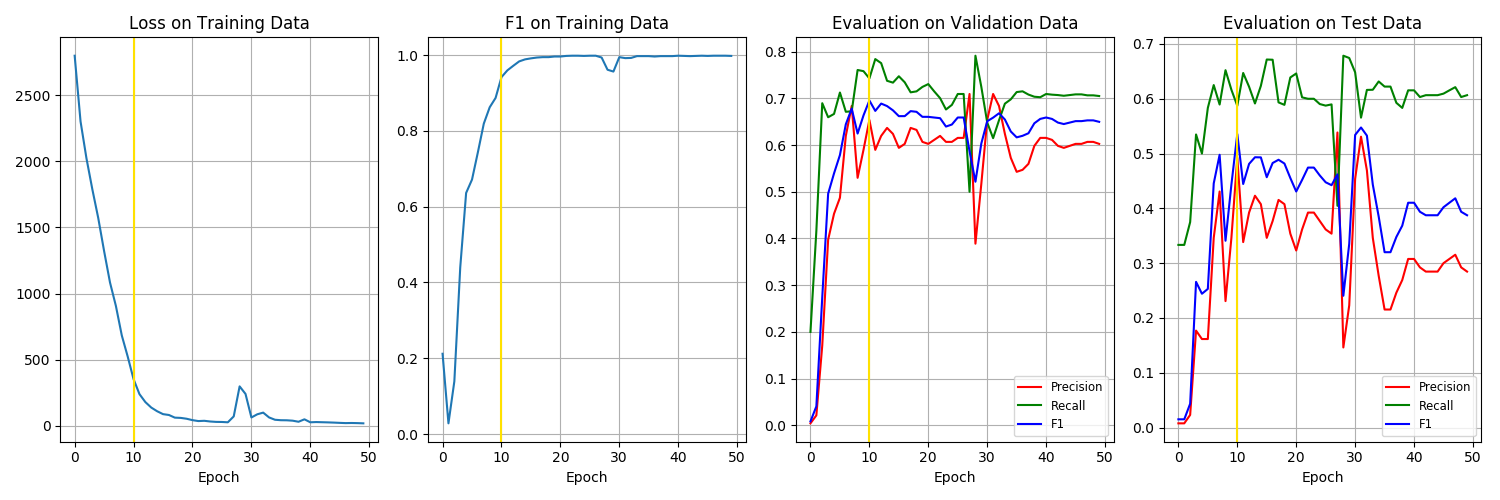 Loss on Training Data
2500
2000
1500
1000
500
0
0 10 20 30 40 50
Epoch
F1 on Training Data
1.0
0.8
0.6
0.4
0.2
0.0
0 10 20 30 40 50
Epoch
Evaluation on Validation Data
0.8
0.7
0.6
0.5
0.4
0.3
0.2
0.1
0.0
Precision
Recall
F1
0 10 20 30 40 50
Epoch
Evaluation on Test Data
0.7
0.6
0.5
0.4
0.3
0.2
0.1
0.0
Precision
Recall
F1
0 10 20 30 40 50
Epoch